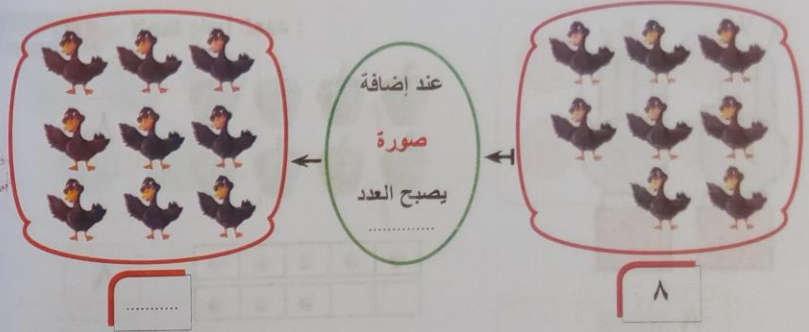 عند إضافة
صورة
يصبح العدد
..............
٨
...........